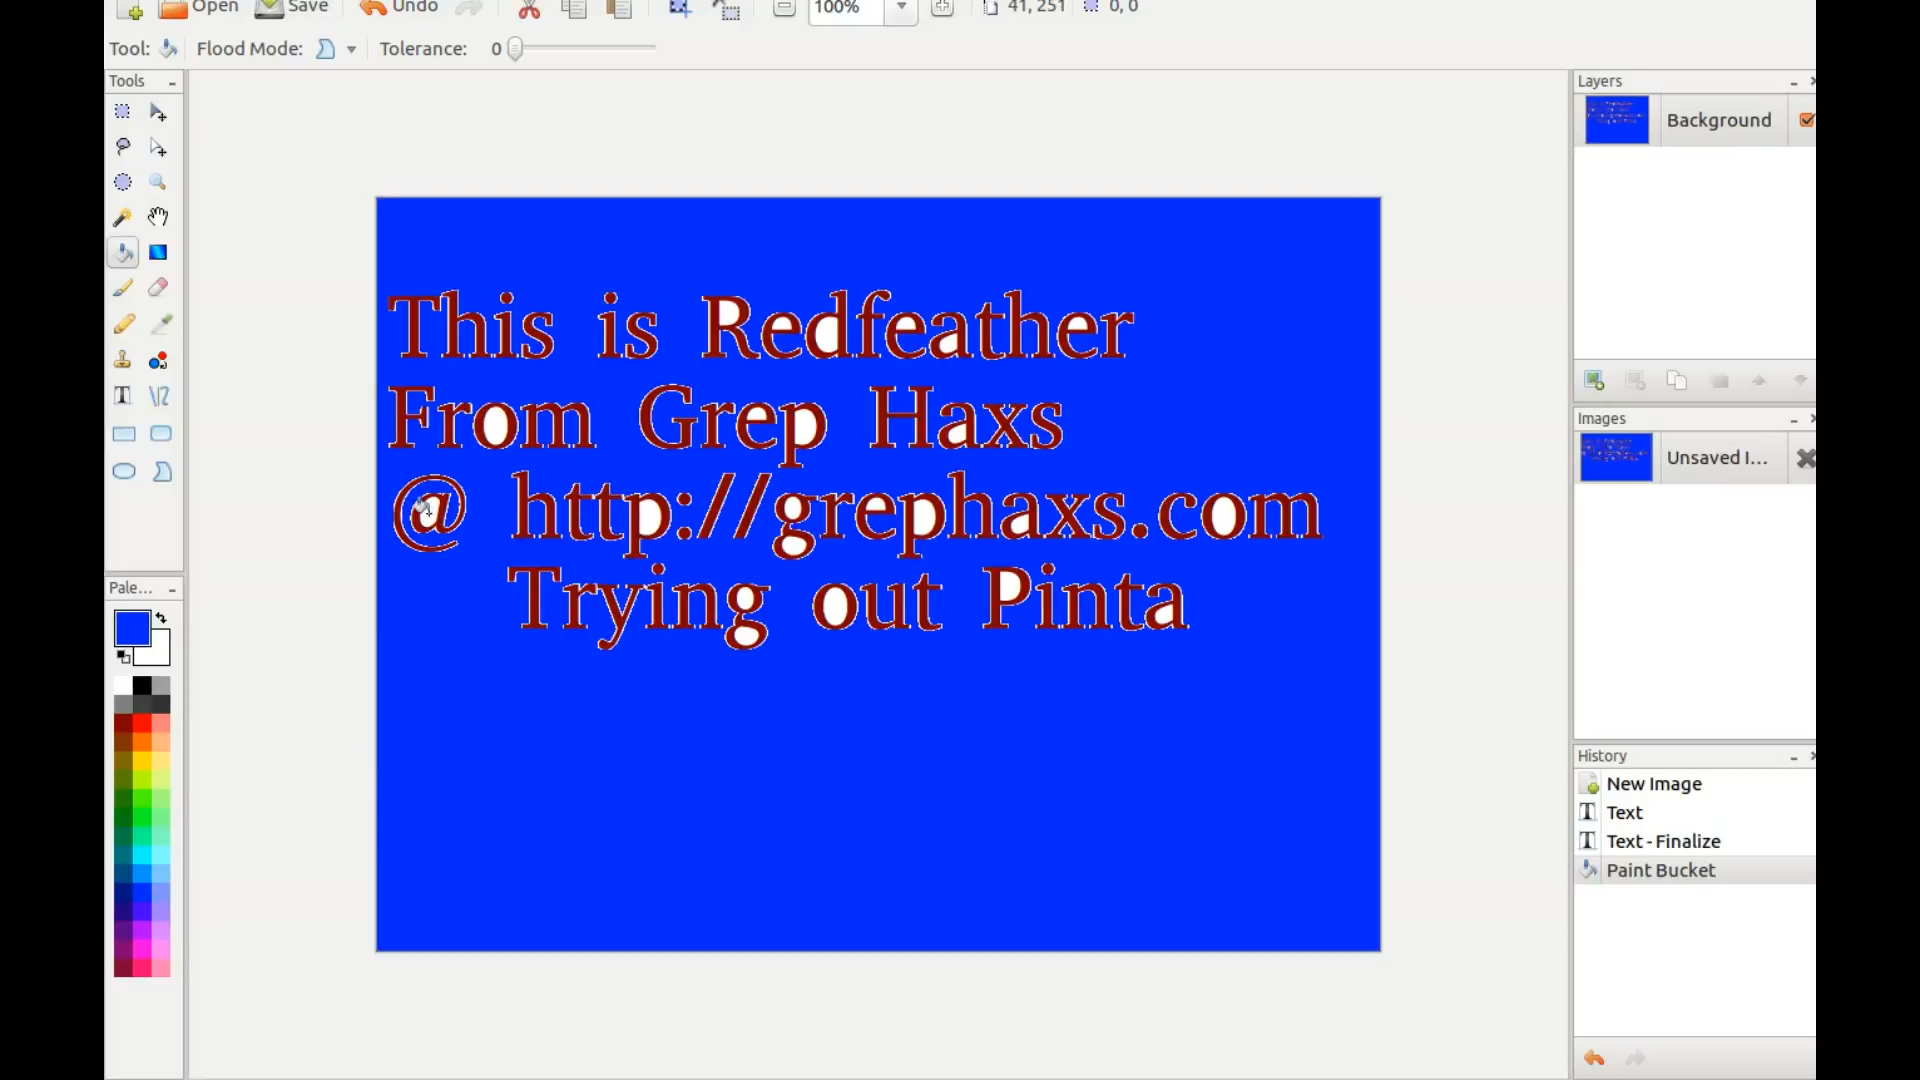 Open Save Undo 100% 41, 251 0, 0
Tool: Flood Mode: Tolerance: 0
Tools
Layers
Background
This is Redfeather
From Grep Haxs
@ http://grephaxs.com
Trying out Pinta
Images
Unsaved I...
Pale...
History
New Image
Text
Text - Finalize
Paint Bucket